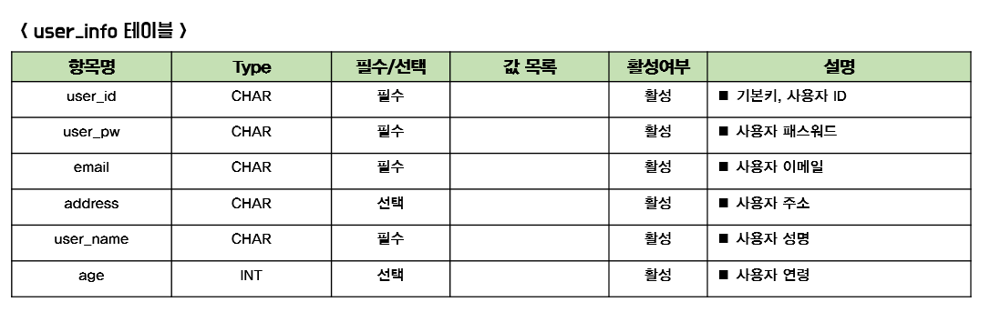 < user_info 테이블 >
항목명 Type 필수/선택 값 목록 활성여부 설명
user_id CHAR 필수 활성 ■ 기본키, 사용자 ID
user_pw CHAR 필수 활성 ■ 사용자 패스워드
email CHAR 필수 활성 ■ 사용자 이메일
address CHAR 선택 활성 ■ 사용자 주소
user_name CHAR 필수 활성 ■ 사용자 성명
age INT 선택 활성 ■ 사용자 연령